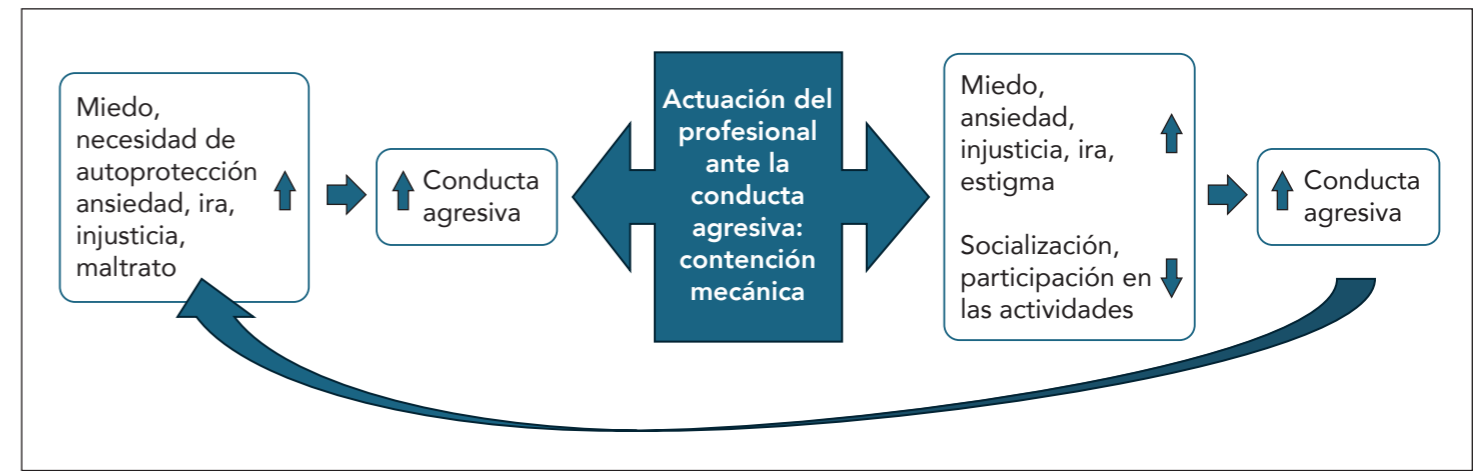 Miedo,
necesidad de
autoprotección
ansiedad, ira,
injusticia,
maltrato
Conducta
agresiva
Actuación del
profesional
ante la
conducta
agresiva:
contención
mecánica
Miedo,
ansiedad,
injusticia, ira,
estigma
Socialización,
participación en
las actividades
Conducta
agresiva